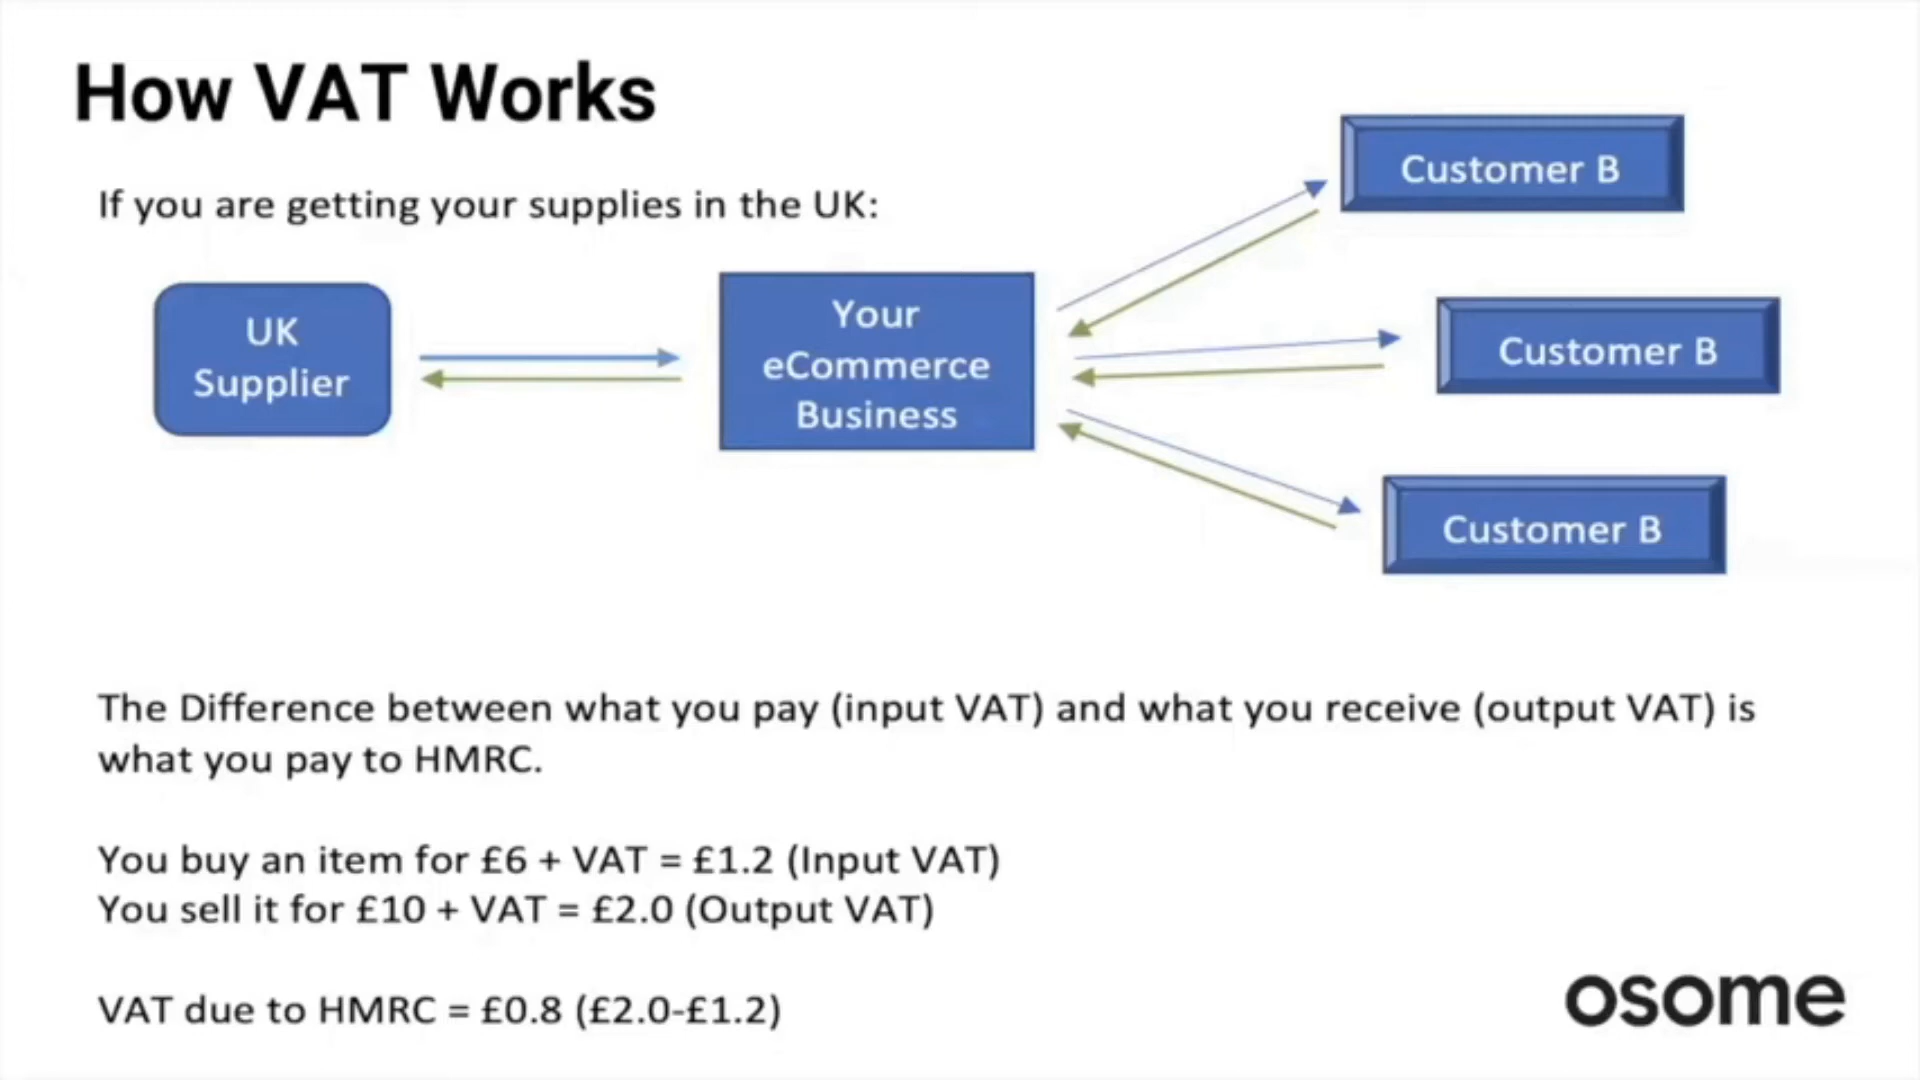 How VAT Works
If you are getting your supplies in the UK:
UK
Supplier
Your
eCommerce
Business
Customer B
Customer B
Customer B
The Difference between what you pay (input VAT) and what you receive (output VAT) is
what you pay to HMRC.
You buy an item for £6 + VAT = £1.2 (Input VAT)
You sell it for £10 + VAT = £2.0 (Output VAT)
VAT due to HMRC = £0.8 (£2.0-£1.2)
osome